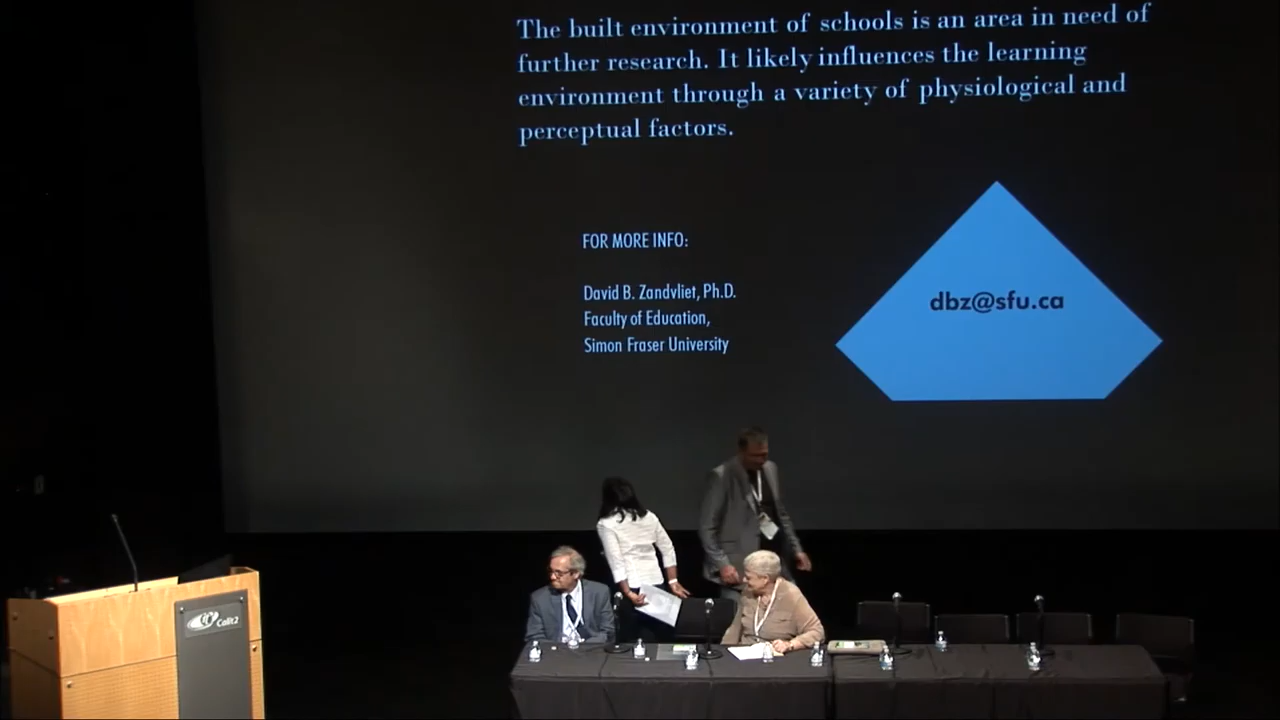 The built environment of schools is an area in need of
further research. It likely influences the learning
environment through a variety of physiological and
perceptual factors.
FOR MORE INFO:
David B. Zandvliet, Ph.D.
Faculty of Education,
Simon Fraser University
dbz@sfu.ca
Calit2